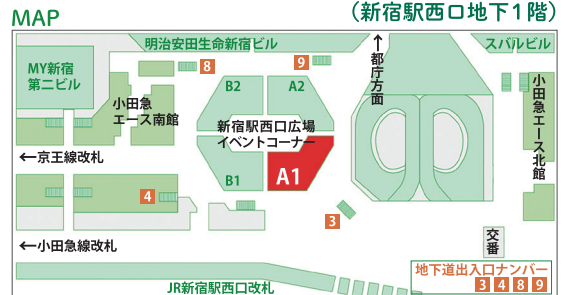 MAP
（新宿駅西口地下1階）
明治安田生命新宿ビル
スバルビル
MY新宿
第二ビル
8
9
↑都庁方面
小田急
エース南館
B2
A2
小田急エース北館
新宿駅西口広場
イベントコーナー
←京王線改札
B1
A1
4
3
←小田急線改札
交番
地下道出入口ナンバー
3 4 8 9
JR新宿駅西口改札